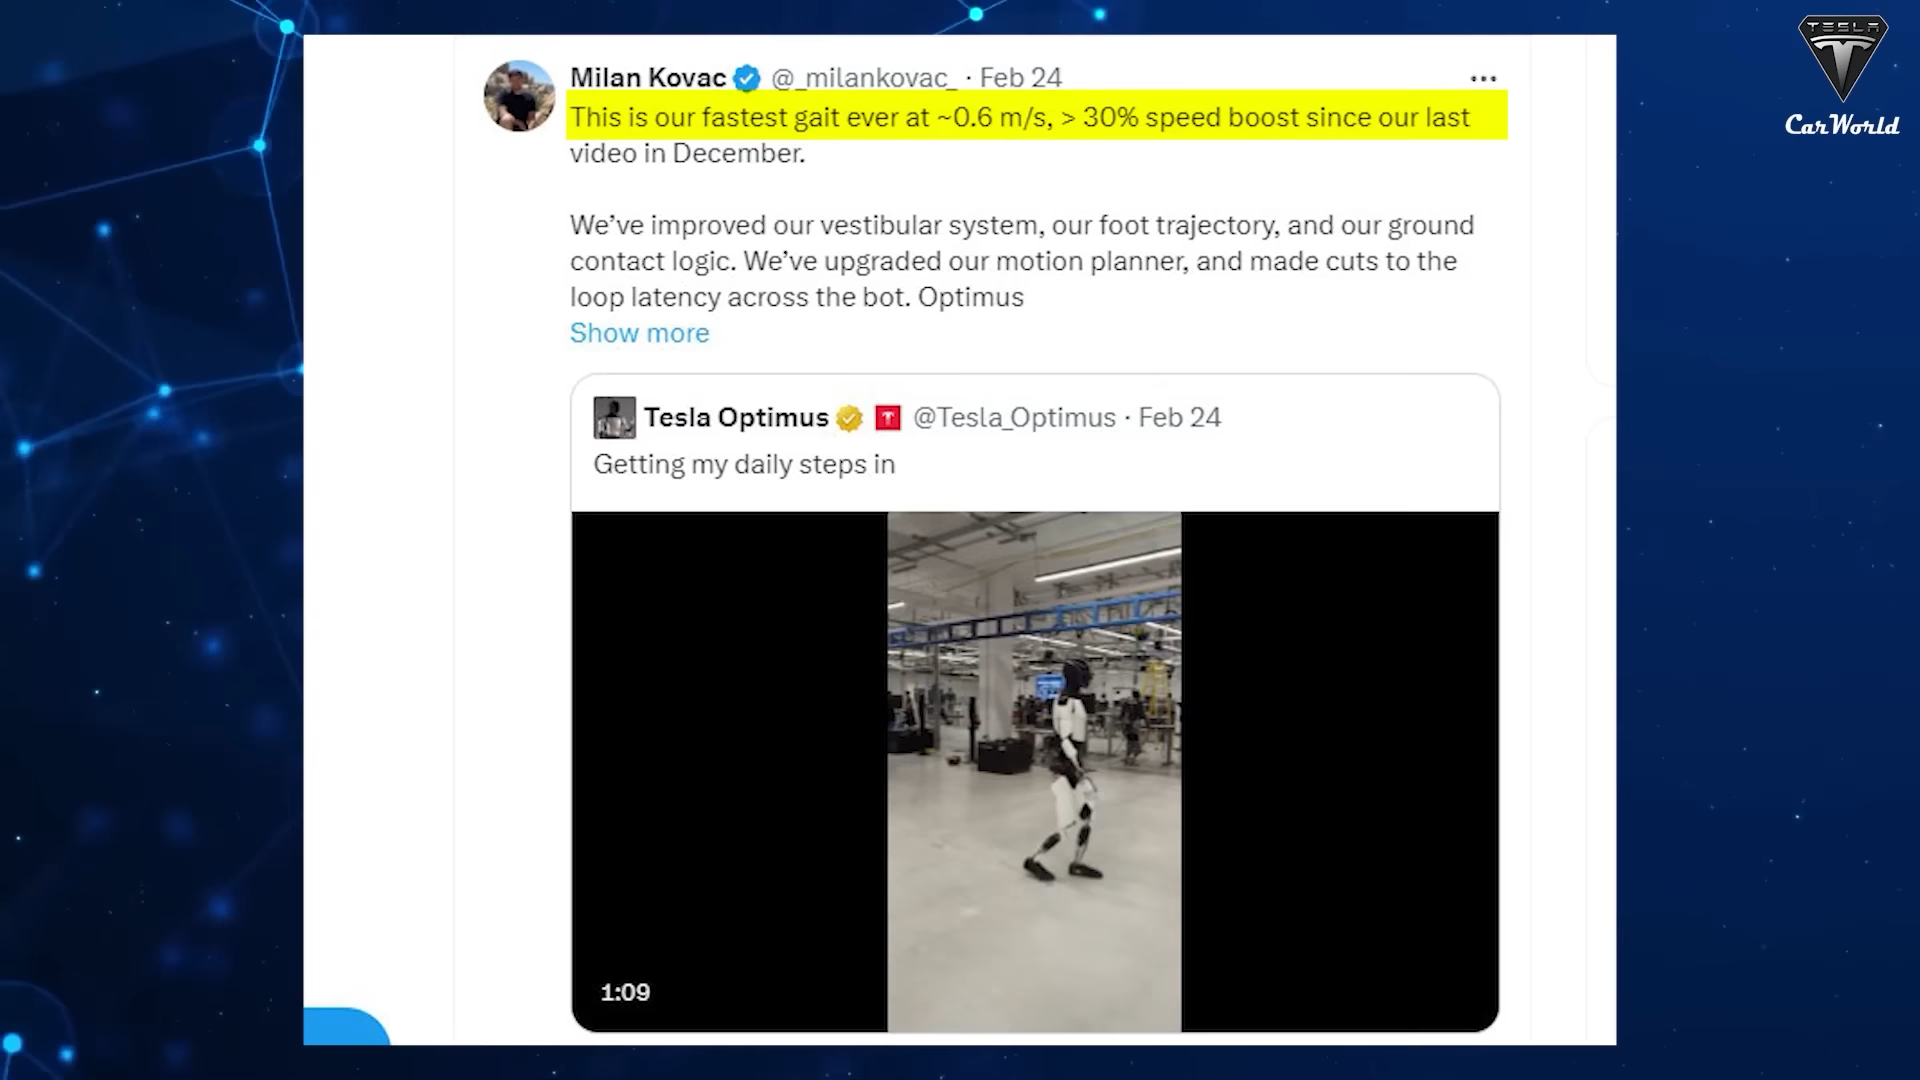 TESLA
CarWorld
Milan Kovac @_milankovac_ · Feb 24
This is our fastest gait ever at ~0.6 m/s, > 30% speed boost since our last
video in December.
We’ve improved our vestibular system, our foot trajectory, and our ground
contact logic. We’ve upgraded our motion planner, and made cuts to the
loop latency across the bot. Optimus
Show more
Tesla Optimus @Tesla_Optimus · Feb 24
Getting my daily steps in
1:09